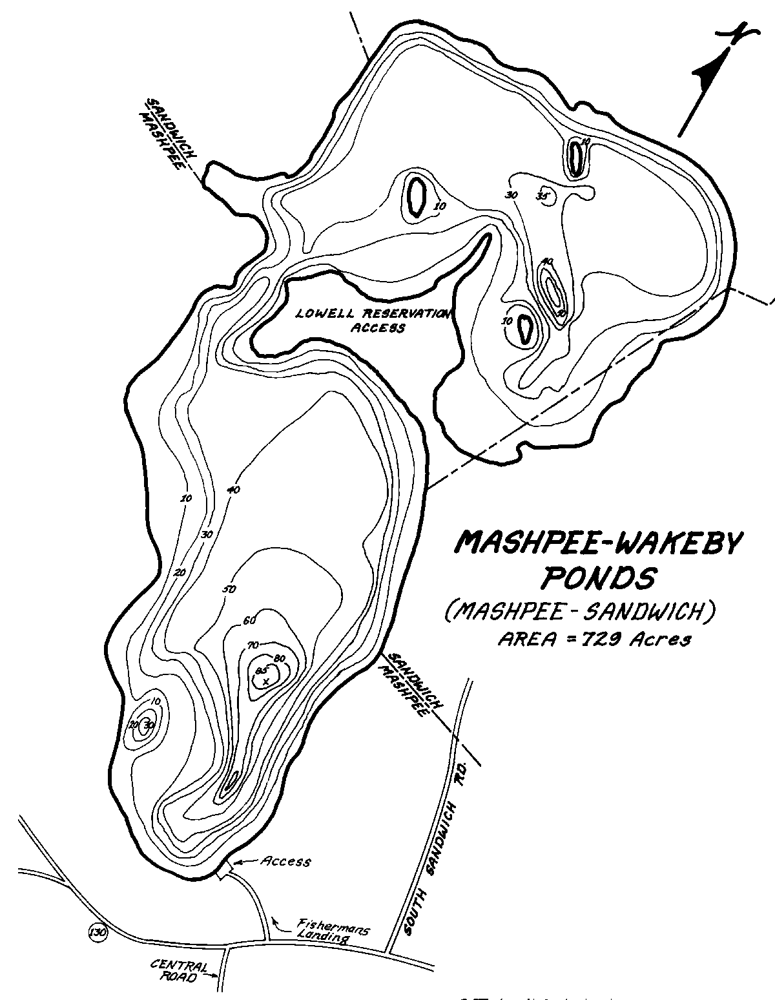 N
SANDWICH
MASHPEE
10
10
30
35
40
50
10
LOWELL RESERVATION
ACCESS
10
40
30
20
50
60
70
80
85
x
10
20
30
MASHPEE-WAKEBY
PONDS
(MASHPEE - SANDWICH)
AREA = 729 Acres
SANDWICH
MASHPEE
SOUTH SANDWICH RD.
Access
Fishermans
Landing
130
CENTRAL
ROAD